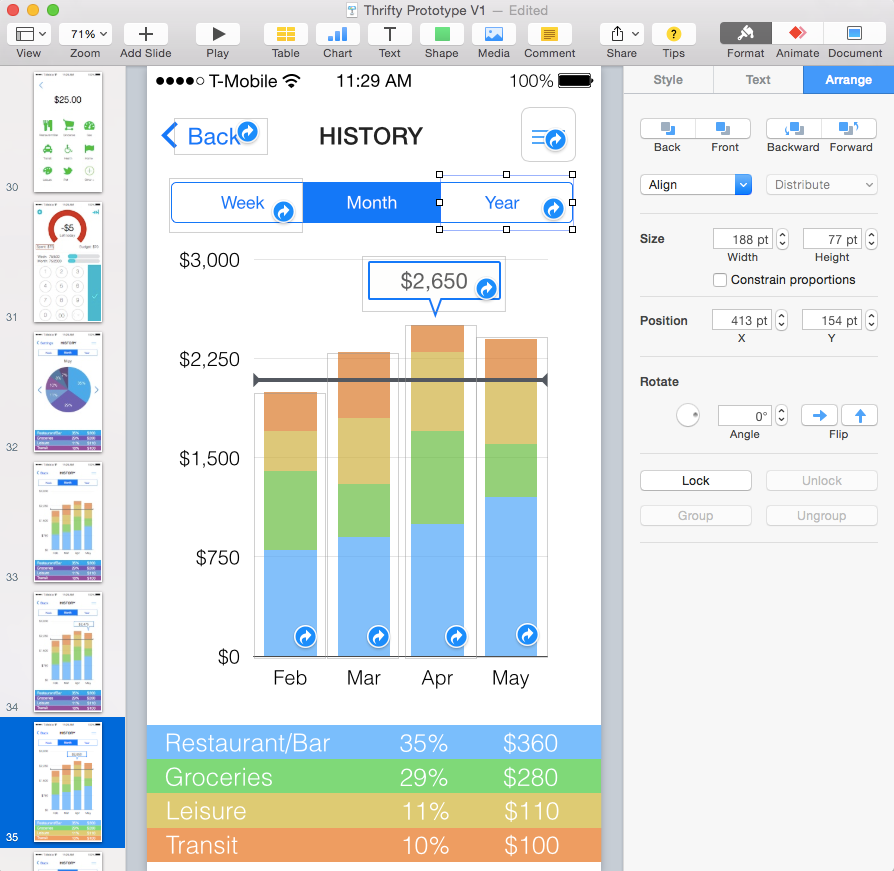 Thrifty Prototype V1 — Edited
71%
View Zoom Add Slide Play Table Chart Text Shape Media Comment Share Tips Format Animate Document
Style Text Arrange
Back Front Backward Forward
Align Distribute
Size 188 pt 77 pt
Width Height
Constrain proportions
Position 413 pt 154 pt
X Y
Rotate
0°
Angle Flip
Lock Unlock
Group Ungroup
$25.00
30
-$5
31
May
32
33
34
35
T-Mobile 11:29 AM 100%
Back HISTORY
Week Month Year
$3,000
$2,650
$2,250
$1,500
$750
$0
Feb Mar Apr May
Restaurant/Bar 35% $360
Groceries 29% $280
Leisure 11% $110
Transit 10% $100